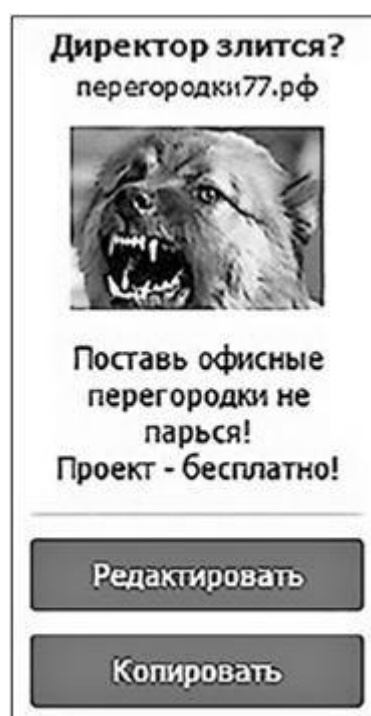 Директор злится?
перегородки77.рф
Поставь офисные
перегородки не
парься!
Проект - бесплатно!
Редактировать
Копировать